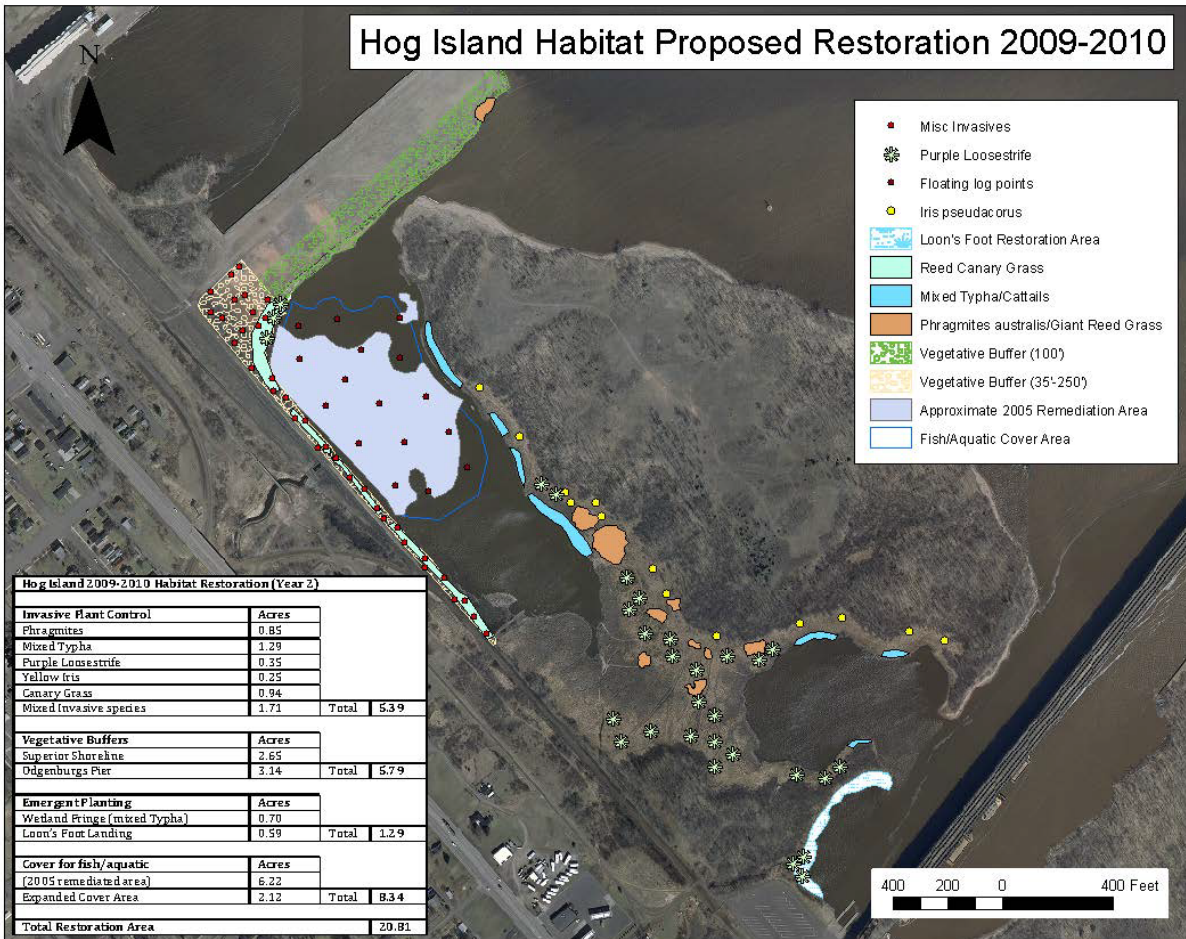 Hog Island Habitat Proposed Restoration 2009-2010
N
Misc Invasives
Purple Loosestrife
Floating log points
Iris pseudacorus
Loon's Foot Restoration Area
Reed Canary Grass
Mixed Typha/Cattails
Phragmites australis/Giant Reed Grass
Vegetative Buffer (100')
Vegetative Buffer (35'-250')
Approximate 2005 Remediation Area
Fish/Aquatic Cover Area
Hog Island 2009-2010 Habitat Restoration (Year 2)
Invasive Plant Control Acres
Phragmites 0.85
Mixed Typha 1.29
Purple Loosestrife 0.35
Yellow Iris 0.25
Canary Grass 0.94
Mixed Invasive species 1.71 Total 5.39
Vegetative Buffers Acres
Superior Shoreline 2.65
Odgenburgs Pier 3.14 Total 5.79
Emergent Planting Acres
Wetland Fringe (mixed Typha) 0.70
Loon's Foot Landing 0.59 Total 1.29
Cover for fish/aquatic Acres
(2005 remediated area) 6.22
Expanded Cover Area 2.12 Total 8.34
Total Restoration Area 20.81
400 200 0 400 Feet